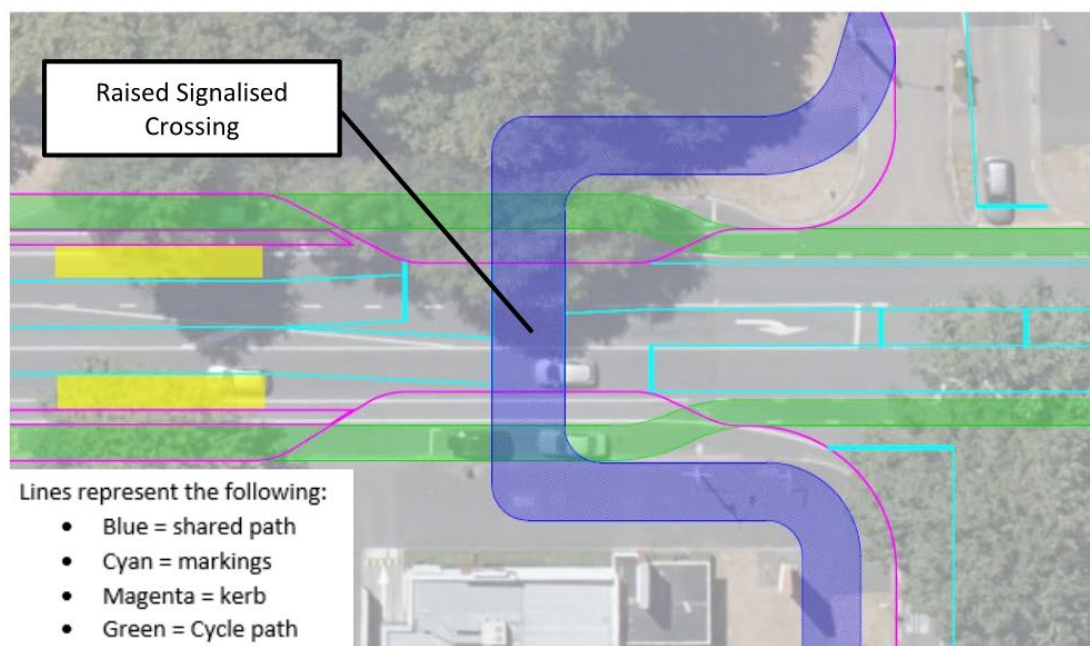 Raised Signalised
Crossing
Lines represent the following:
• Blue = shared path
• Cyan = markings
• Magenta = kerb
• Green = Cycle path